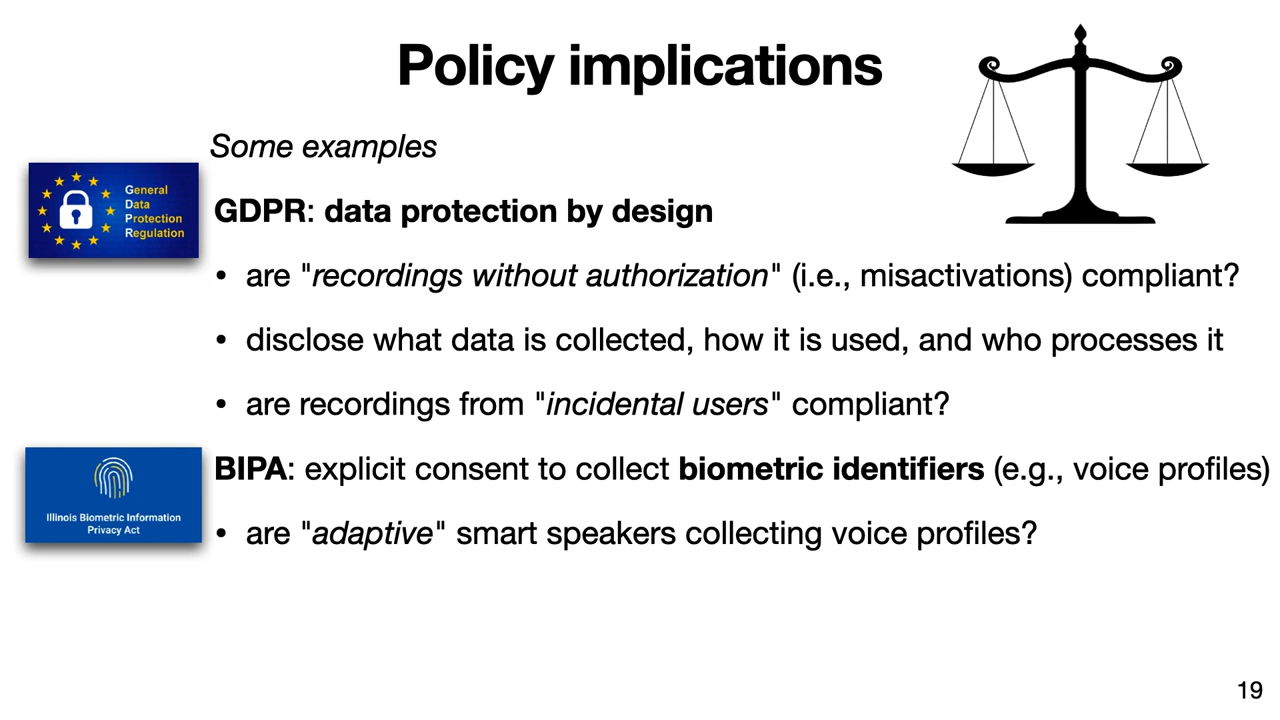 Policy implications
Some examples
General
Data
Protection
Regulation
GDPR: data protection by design
• are "recordings without authorization" (i.e., misactivations) compliant?
• disclose what data is collected, how it is used, and who processes it
• are recordings from "incidental users" compliant?
Illinois Biometric Information
Privacy Act
BIPA: explicit consent to collect biometric identifiers (e.g., voice profiles)
• are "adaptive" smart speakers collecting voice profiles?
19